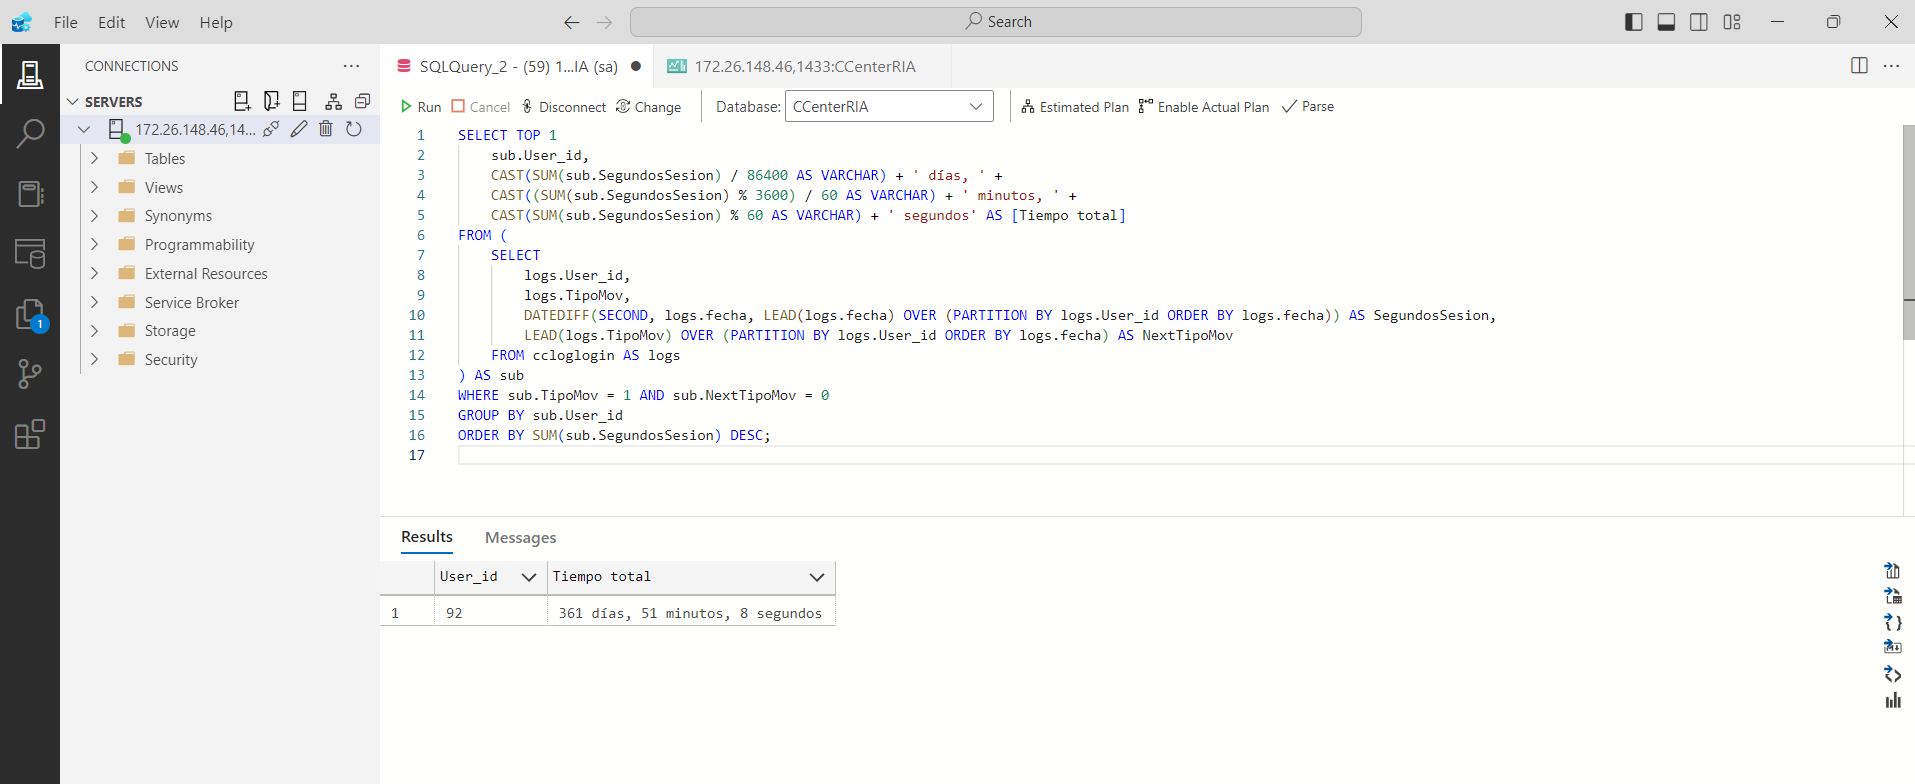 File Edit View Help
Search
CONNECTIONS
SERVERS
172.26.148.46,14...
Tables
Views
Synonyms
Programmability
External Resources
Service Broker
Storage
Security
1
SQLQuery_2 - (59) 1...IA (sa)
172.26.148.46,1433:CCenterRIA
Run Cancel Disconnect Change Database: CCenterRIA Estimated Plan Enable Actual Plan Parse
1 SELECT TOP 1
2 sub.User_id,
3 CAST(SUM(sub.SegundosSesion) / 86400 AS VARCHAR) + ' días, ' +
4 CAST((SUM(sub.SegundosSesion) % 3600) / 60 AS VARCHAR) + ' minutos, ' +
5 CAST(SUM(sub.SegundosSesion) % 60 AS VARCHAR) + ' segundos' AS [Tiempo total]
6 FROM (
7 SELECT
8 logs.User_id,
9 logs.TipoMov,
10 DATEDIFF(SECOND, logs.fecha, LEAD(logs.fecha) OVER (PARTITION BY logs.User_id ORDER BY logs.fecha)) AS SegundosSesion,
11 LEAD(logs.TipoMov) OVER (PARTITION BY logs.User_id ORDER BY logs.fecha) AS NextTipoMov
12 FROM ccloglogin AS logs
13 ) AS sub
14 WHERE sub.TipoMov = 1 AND sub.NextTipoMov = 0
15 GROUP BY sub.User_id
16 ORDER BY SUM(sub.SegundosSesion) DESC;
17
Results Messages
User_id Tiempo total
1 92 361 días, 51 minutos, 8 segundos